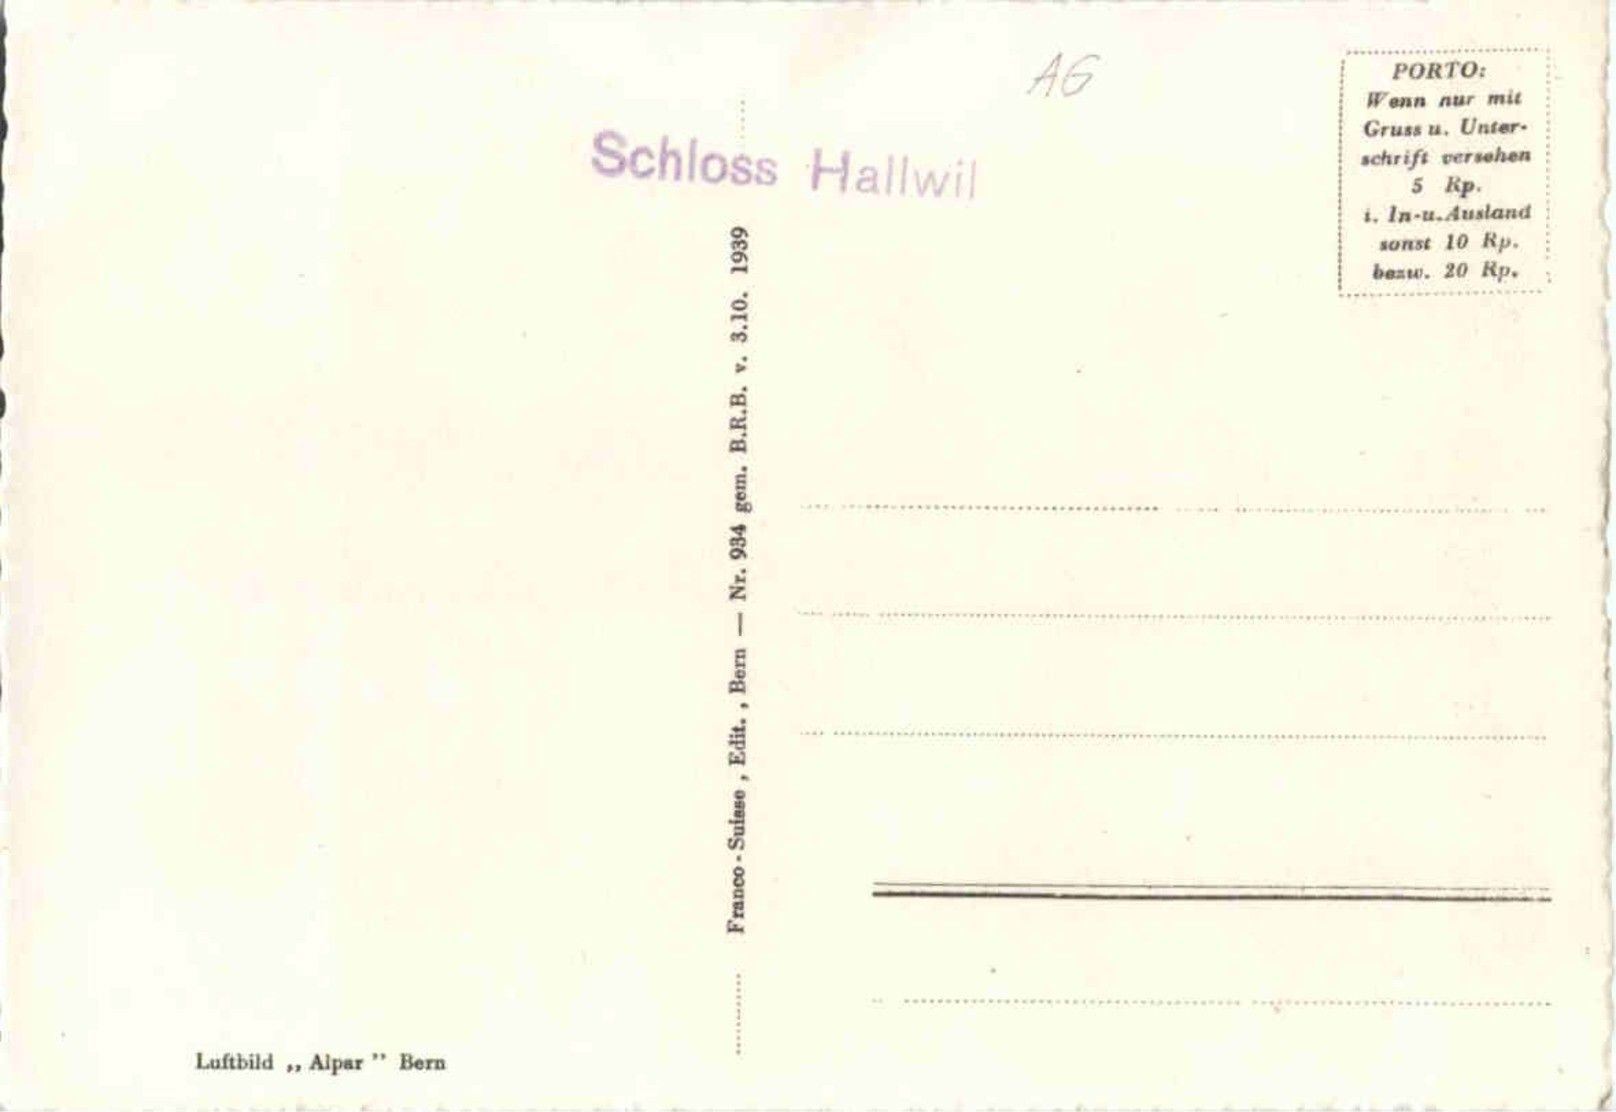 AG
Schloss Hallwil
PORTO:
Wenn nur mit
Gruss u. Unter-
schrift versehen
5 Rp.
i. In-u. Ausland
sonst 10 Rp.
bezw. 20 Rp.
Franco-Suisse, Edit., Bern — Nr. 934 gem. B.R.B. v. 3.10. 1939
Luftbild „Alpar” Bern